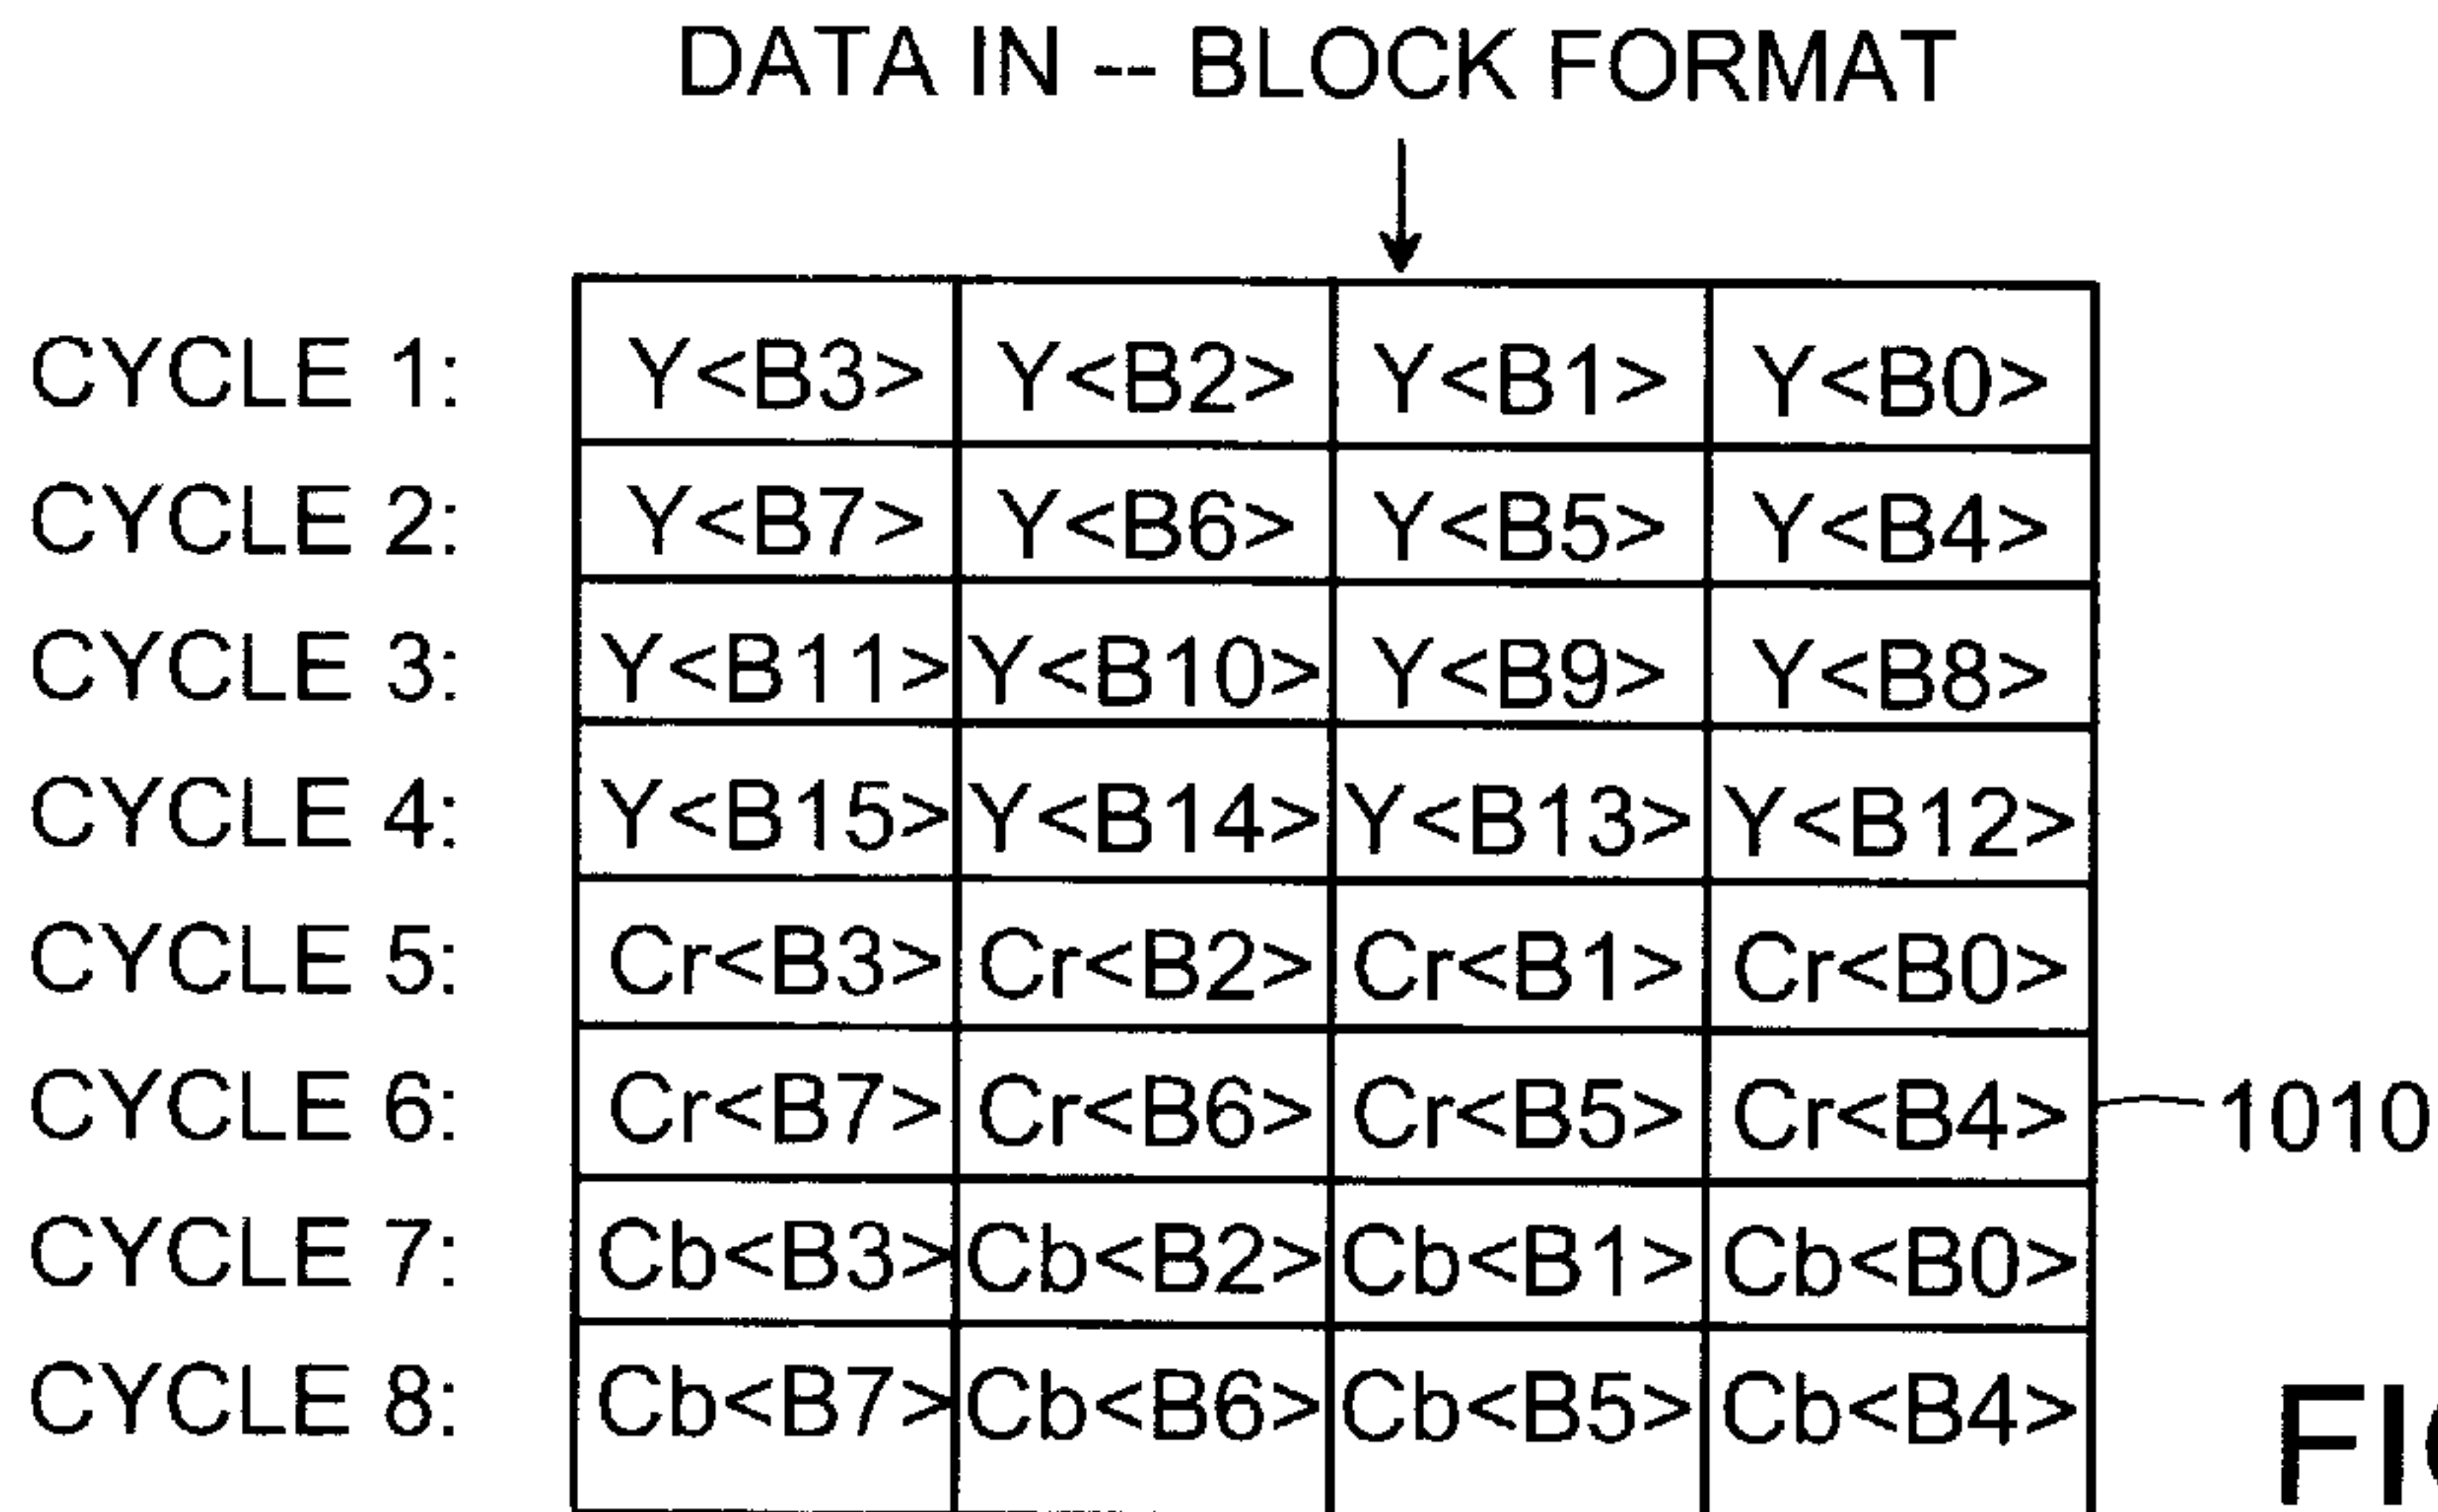 DATA IN -- BLOCK FORMAT
CYCLE 1: Y<B3> Y<B2> Y<B1> Y<B0>
CYCLE 2: Y<B7> Y<B6> Y<B5> Y<B4>
CYCLE 3: Y<B11> Y<B10> Y<B9> Y<B8>
CYCLE 4: Y<B15> Y<B14> Y<B13> Y<B12>
CYCLE 5: Cr<B3> Cr<B2> Cr<B1> Cr<B0>
CYCLE 6: Cr<B7> Cr<B6> Cr<B5> Cr<B4> 1010
CYCLE 7: Cb<B3> Cb<B2> Cb<B1> Cb<B0>
CYCLE 8: Cb<B7> Cb<B6> Cb<B5> Cb<B4>